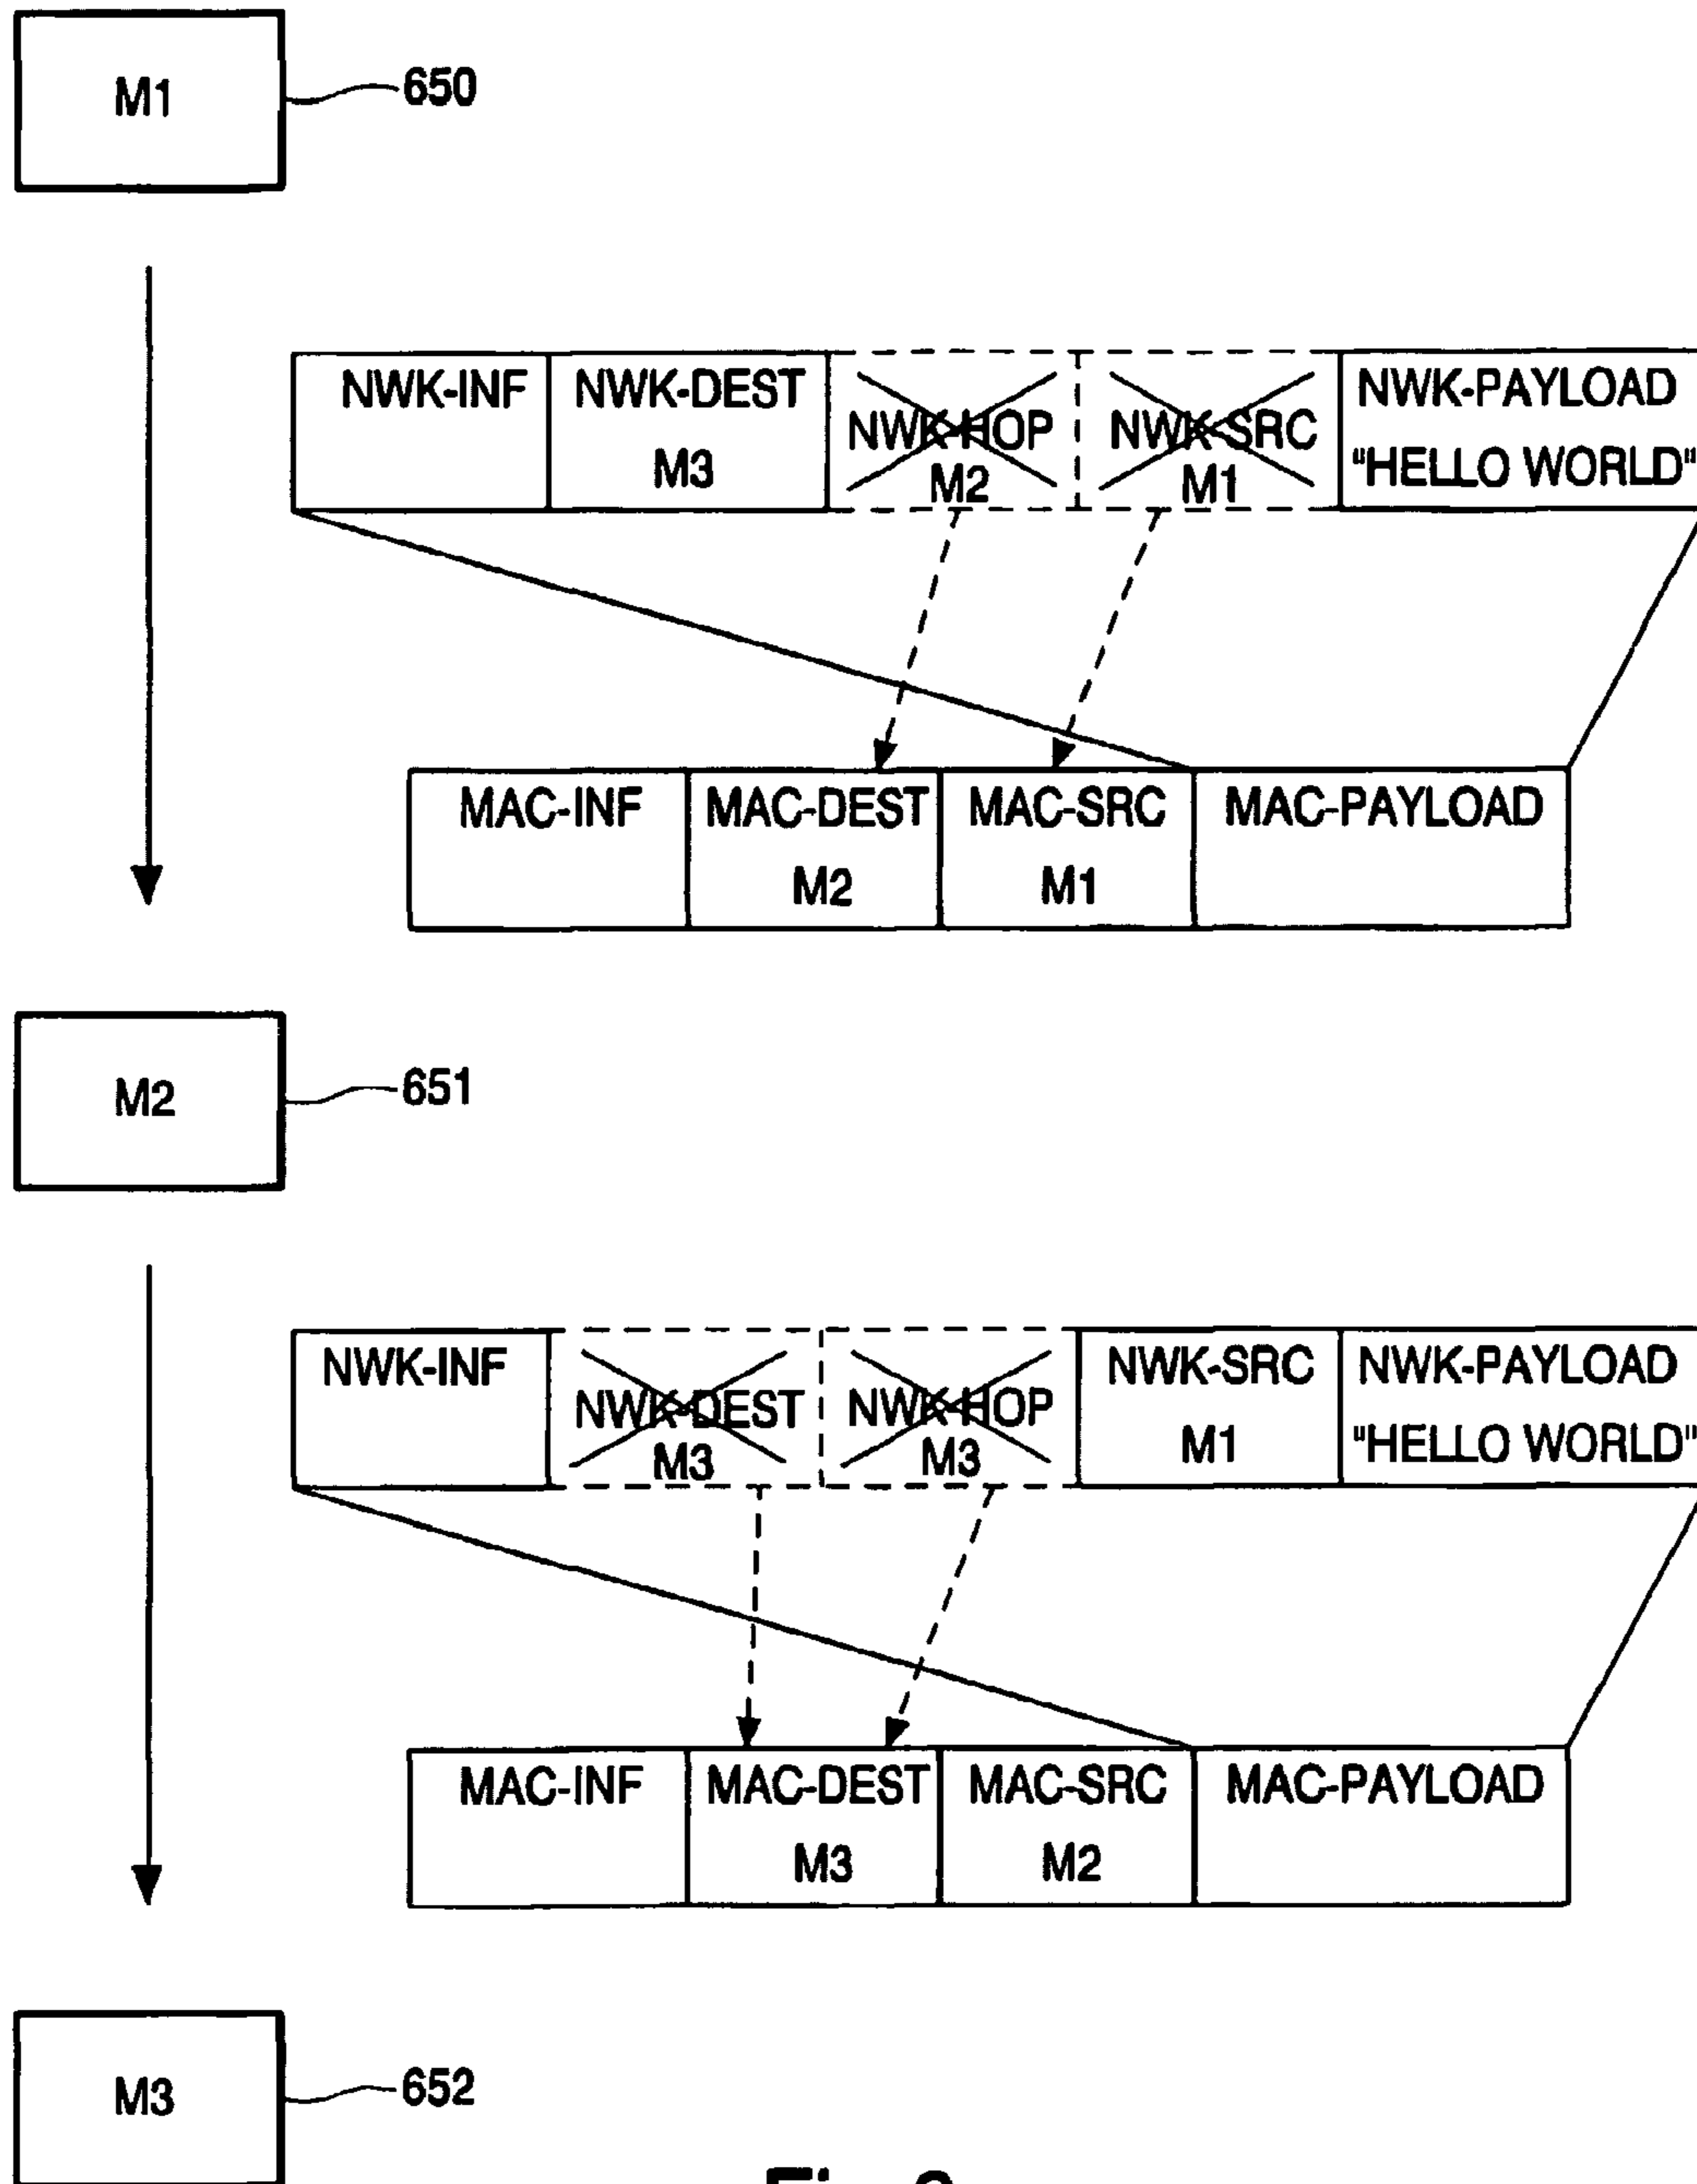 M1
650
NWK-INF NWK-DEST NWK-HOP NWK-SRC NWK-PAYLOAD
M3 M2 M1 "HELLO WORLD"
MAC-INF MAC-DEST MAC-SRC MAC-PAYLOAD
M2 M1
M2
651
NWK-INF NWK-DEST NWK-HOP NWK-SRC NWK-PAYLOAD
M3 M3 M1 "HELLO WORLD"
MAC-INF MAC-DEST MAC-SRC MAC-PAYLOAD
M3 M2
M3
652